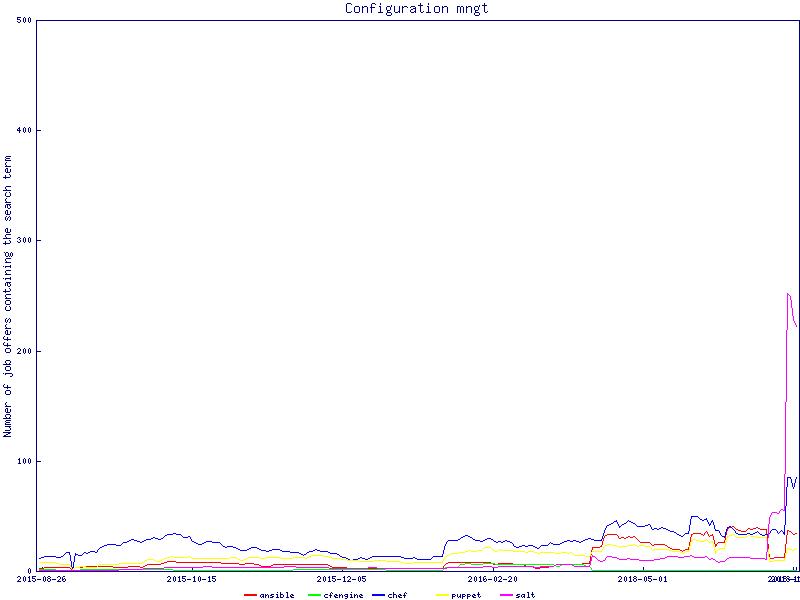 Configuration mngt
Number of job offers containing the search term
500
400
300
200
100
0
2015-08-26 2015-10-15 2015-12-05 2016-02-20 2018-05-01
ansible cfengine chef puppet salt